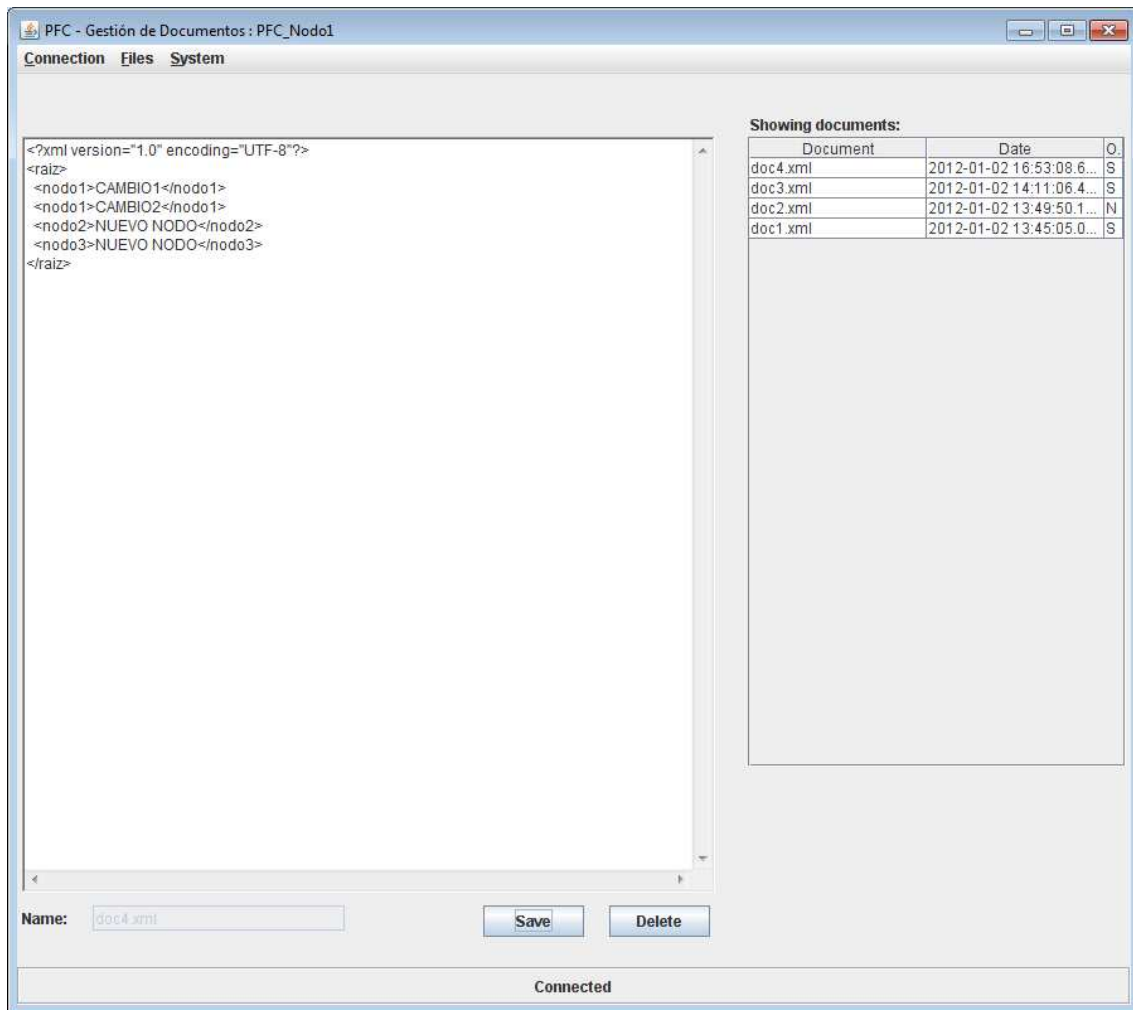 PFC - Gestión de Documentos : PFC_Nodo1
Connection Files System
<?xml version="1.0" encoding="UTF-8"?>
<raiz>
<nodo1>CAMBIO1</nodo1>
<nodo1>CAMBIO2</nodo1>
<nodo2>NUEVO NODO</nodo2>
<nodo3>NUEVO NODO</nodo3>
</raiz>
Showing documents:
Document Date O.
doc4.xml 2012-01-02 16:53:08.6... S
doc3.xml 2012-01-02 14:11:06.4... S
doc2.xml 2012-01-02 13:49:50.1... N
doc1.xml 2012-01-02 13:45:05.0... S
Name: doc4.xml Save Delete
Connected